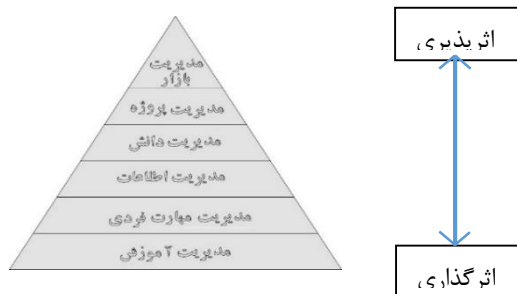 مدیریت
بازار
مدیریت پروژه
مدیریت دانش
مدیریت اطلاعات
مدیریت مهارت فردی
مدیریت آموزش
اثرپذیری
اثرگذاری